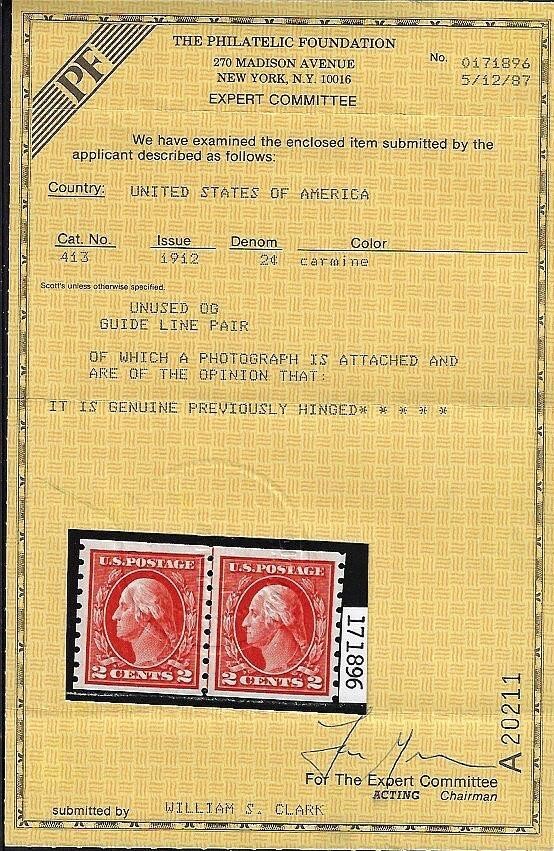 PF
THE PHILATELIC FOUNDATION
270 MADISON AVENUE
NEW YORK, N.Y. 10016
EXPERT COMMITTEE
No. 0171896
5/12/87
We have examined the enclosed item submitted by the
applicant described as follows:
Country: UNITED STATES OF AMERICA
Cat. No. Issue Denom Color
413 1912 2¢ carmine
Scott's unless otherwise specified.
UNUSED OG
GUIDE LINE PAIR
OF WHICH A PHOTOGRAPH IS ATTACHED AND
ARE OF THE OPINION THAT:
IT IS GENUINE PREVIOUSLY HINGED* * * * *
U.S.POSTAGE U.S.POSTAGE
2 CENTS 2 2 CENTS 2
171896
A 20211
For The Expert Committee
ACTING Chairman
submitted by WILLIAM S. CLARK